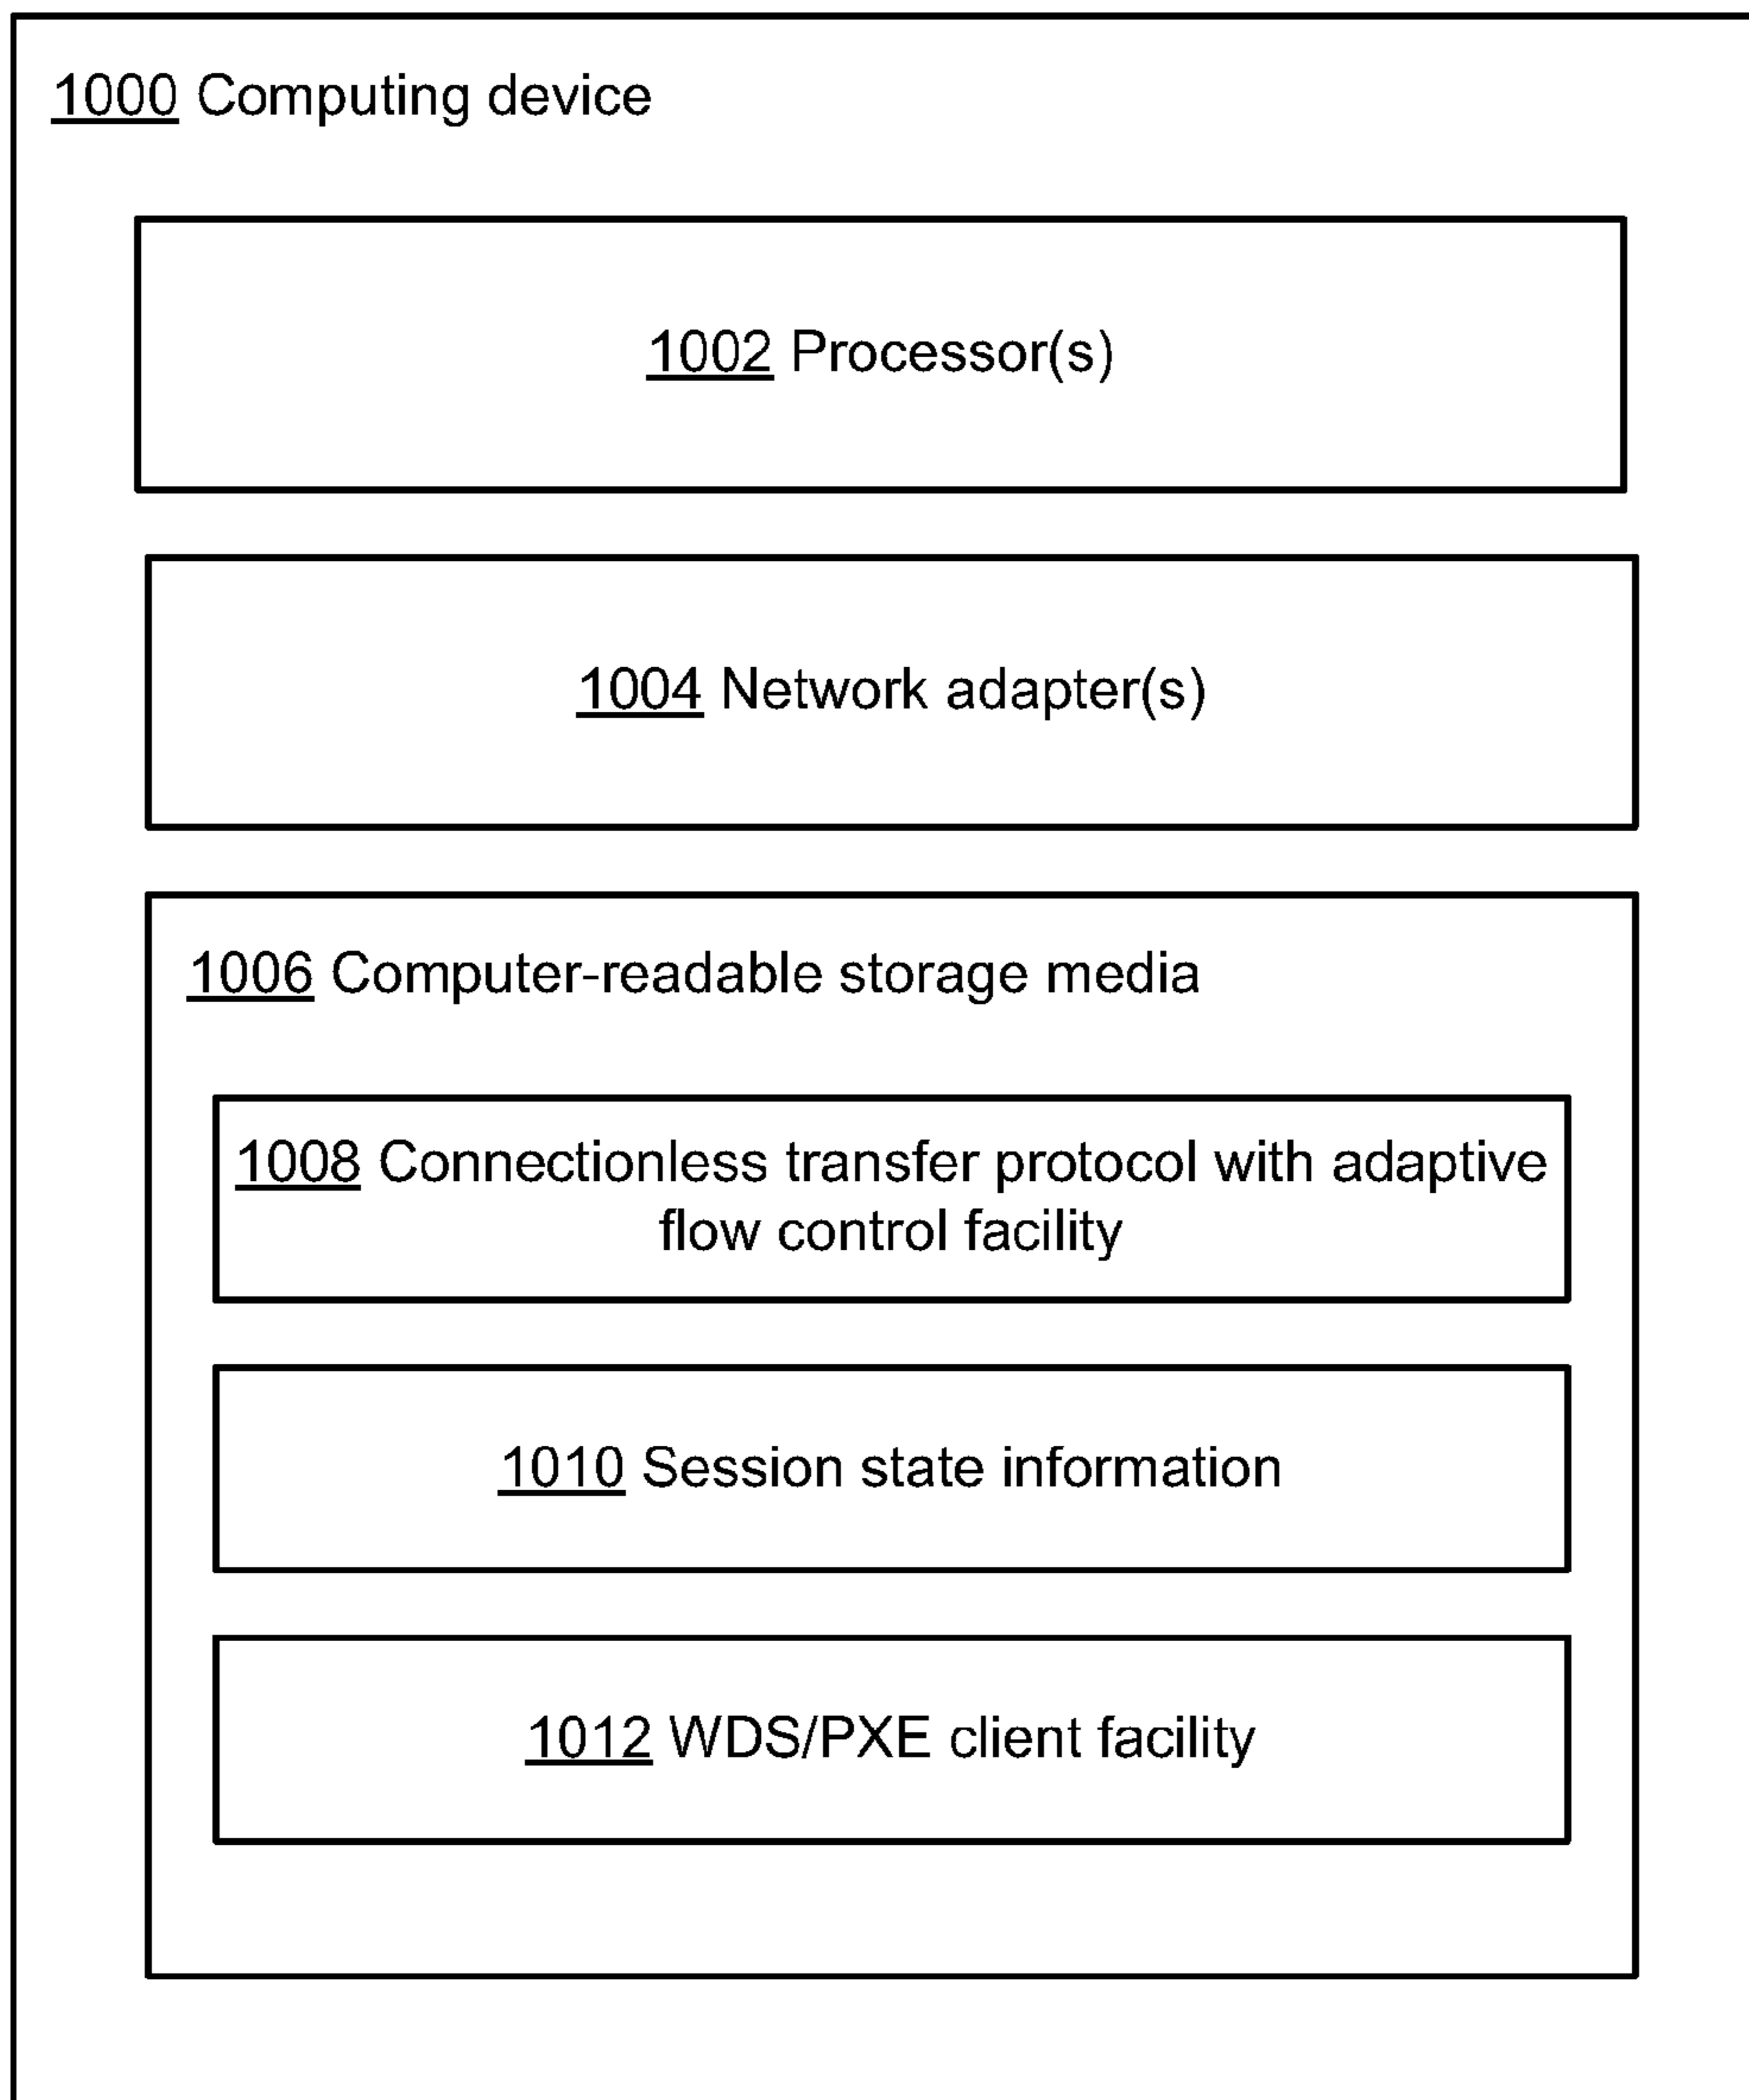 1000 Computing device
1002 Processor(s)
1004 Network adapter(s)
1006 Computer-readable storage media
1008 Connectionless transfer protocol with adaptive
flow control facility
1010 Session state information
1012 WDS/PXE client facility